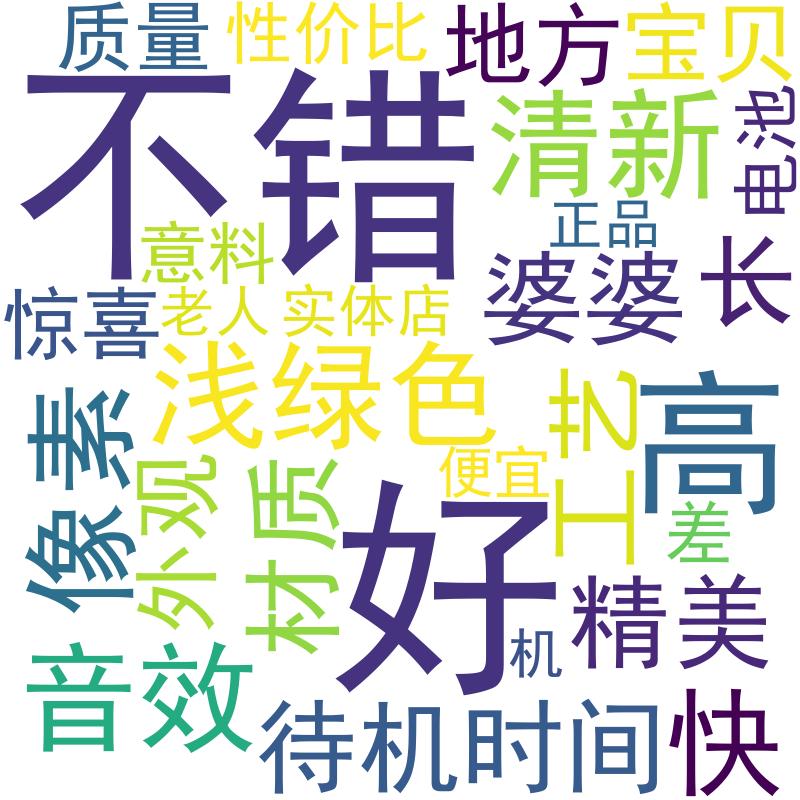 质量
性价比
地方
宝贝
不错
清新
电池
正品
意料
婆婆
长
惊喜
老人
实体店
浅绿色
高
工艺
像素
外观
材质
便宜
好
差
精美
机
音效
待机时间
快